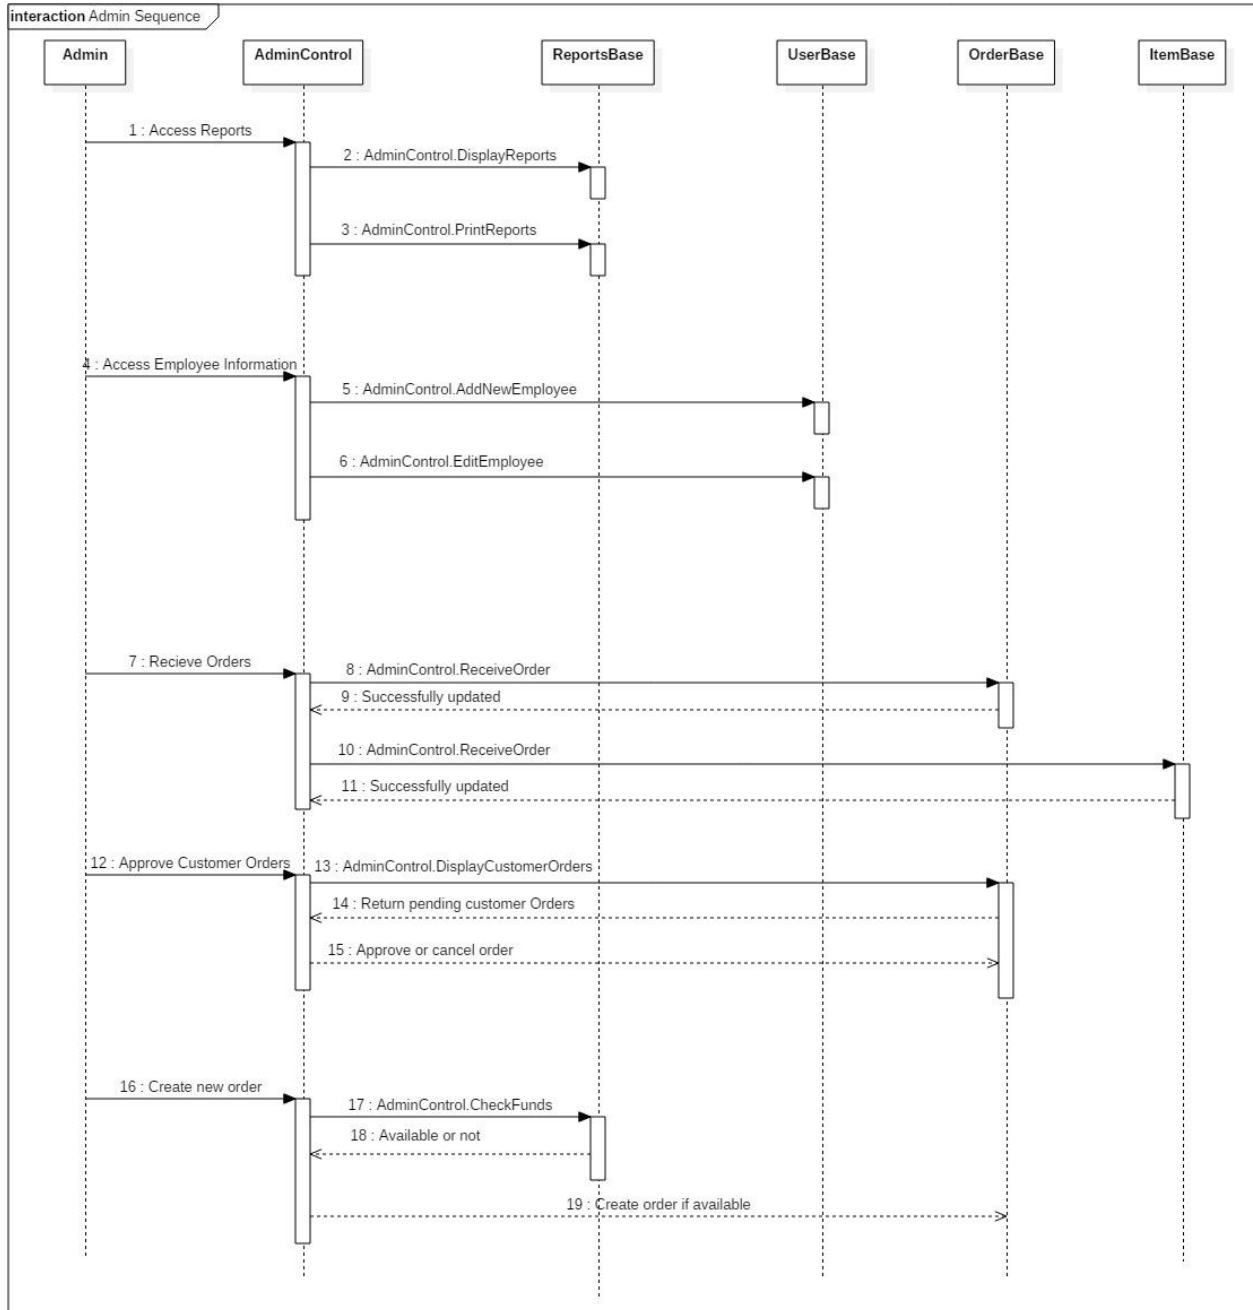 interaction Admin Sequence
Admin
AdminControl
ReportsBase
UserBase
OrderBase
ItemBase
1 : Access Reports
2 : AdminControl.DisplayReports
3 : AdminControl.PrintReports
4 : Access Employee Information
5 : AdminControl.AddNewEmployee
6 : AdminControl.EditEmployee
7 : Recieve Orders
8 : AdminControl.ReceiveOrder
9 : Successfully updated
10 : AdminControl.ReceiveOrder
11 : Successfully updated
12 : Approve Customer Orders
13 : AdminControl.DisplayCustomerOrders
14 : Return pending customer Orders
15 : Approve or cancel order
16 : Create new order
17 : AdminControl.CheckFunds
18 : Available or not
19 : Create order if available